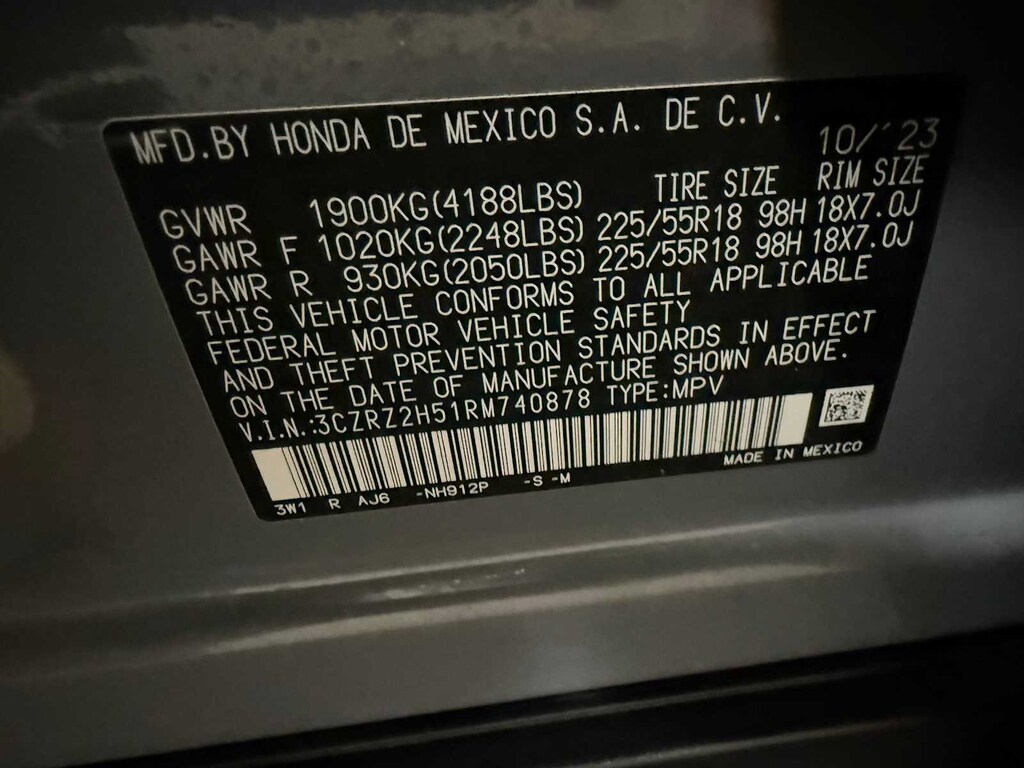 MFD.BY HONDA DE MEXICO S.A. DE C.V.
10/'23
TIRE SIZE RIM SIZE
GVWR 1900KG(4188LBS)
GAWR F 1020KG(2248LBS) 225/55R18 98H 18X7.0J
GAWR R 930KG(2050LBS) 225/55R18 98H 18X7.0J
THIS VEHICLE CONFORMS TO ALL APPLICABLE
FEDERAL MOTOR VEHICLE SAFETY
AND THEFT PREVENTION STANDARDS IN EFFECT
ON THE DATE OF MANUFACTURE SHOWN ABOVE.
V.I.N.:3CZRZ2H51RM740878 TYPE:MPV
3W1 R AJ6 -NH912P -S -M MADE IN MEXICO